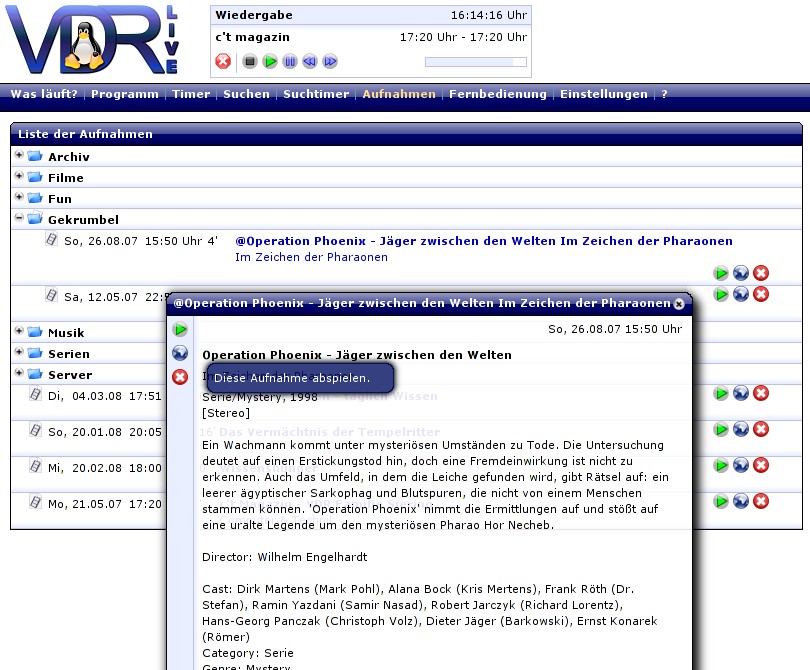 VDR LIVE
Wiedergabe 16:14:16 Uhr
c't magazin 17:20 Uhr - 17:20 Uhr
Was läuft? Programm Timer Suchen Suchtimer Aufnahmen Fernbedienung Einstellungen ?
Liste der Aufnahmen
Archiv
Filme
Fun
Gekrumbel
So, 26.08.07 15:50 Uhr 4' @Operation Phoenix - Jäger zwischen den Welten Im Zeichen der Pharaonen
Im Zeichen der Pharaonen
Sa, 12.05.07
Musik
Serien
Server
Di, 04.03.08 17:51
So, 20.01.08 20:05
Mi, 20.02.08 18:00
Mo, 21.05.07 17:20
@Operation Phoenix - Jäger zwischen den Welten Im Zeichen der Pharaonen
So, 26.08.07 15:50 Uhr
Operation Phoenix - Jäger zwischen den Welten
Diese Aufnahme abspielen.
Wissen
Serie/Mystery, 1998
[Stereo]
16' Das Vermächtnis der Tempelritter
Ein Wachmann kommt unter mysteriösen Umständen zu Tode. Die Untersuchung
deutet auf einen Erstickungstod hin, doch eine Fremdeinwirkung ist nicht zu
erkennen. Auch das Umfeld, in dem die Leiche gefunden wird, gibt Rätsel auf: ein
leerer ägyptischer Sarkophag und Blutspuren, die nicht von einem Menschen
stammen können. 'Operation Phoenix' nimmt die Ermittlungen auf und stößt auf
eine uralte Legende um den mysteriösen Pharao Hor Necheb.
Director: Wilhelm Engelhardt
Cast: Dirk Martens (Mark Pohl), Alana Bock (Kris Mertens), Frank Röth (Dr.
Stefan), Ramin Yazdani (Samir Nasad), Robert Jarczyk (Richard Lorentz),
Hans-Georg Panczak (Christoph Volz), Dieter Jäger (Barkowski), Ernst Konarek
(Römer)
Category: Serie
Genre: Mystery